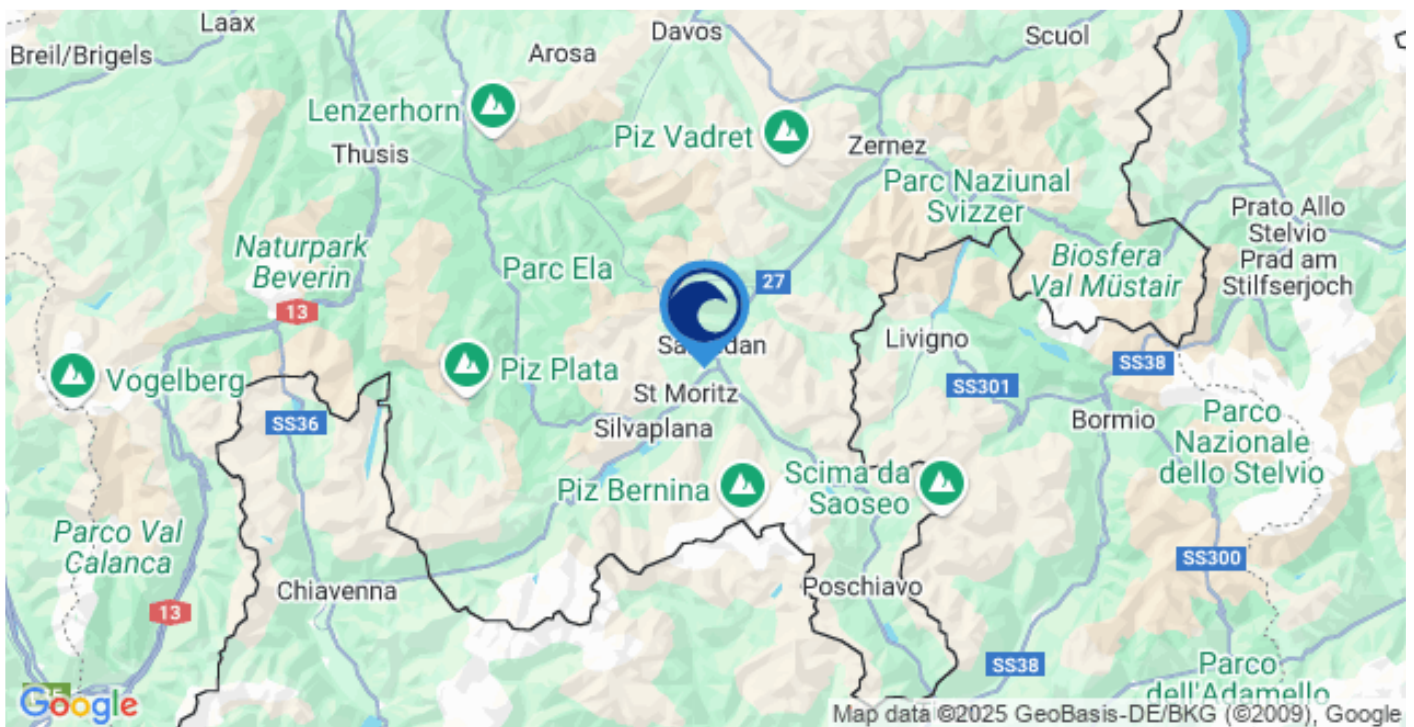 Laax
Davos
Scuol
Breil/Brigels
Arosa
Lenzerhorn
Piz Vadret
Thusis
Zernez
Parc Naziunal
Svizzer
Prato Allo
Stelvio
Prad am
Stilfserjoch
Naturpark
Beverin
Parc Ela
Biosfera
Val Müstair
27
13
Livigno
SS38
Vogelberg
Piz Plata
St Moritz
SS301
SS36
Silvaplana
Bormio
Parco
Nazionale
dello Stelvio
Piz Bernina
Scima da
Saoseo
Parco Val
Calanca
SS300
Chiavenna
Poschiavo
13
SS38
Parco
dell'Adamello
Google
Map data ©2025 GeoBasis-DE/BKG (©2009), Google